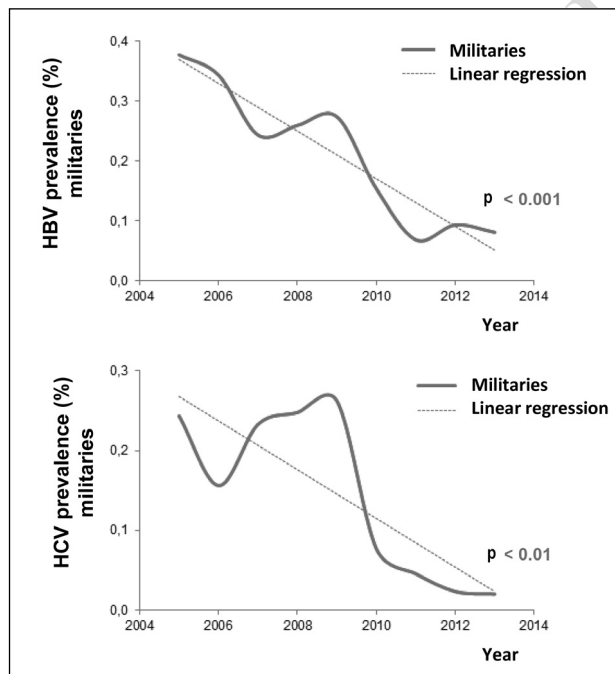 0,4
Militaries
Linear regression
0,3
HBV prevalence (%)
militaries
0,2
p < 0.001
0,1
0,0
2004 2006 2008 2010 2012 2014
Year
0,3
Militaries
Linear regression
HCV prevalence (%)
militaries
0,2
0,1
p < 0.01
0,0
2004 2006 2008 2010 2012 2014
Year